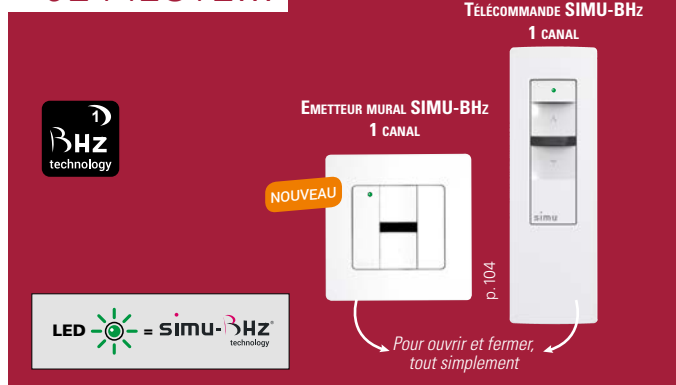 TÉLÉCOMMANDE SIMU-BHZ
1 CANAL
EMETTEUR MURAL SIMU-BHZ
1 CANAL
1
BHZ
technology
NOUVEAU
simu
p.104
LED = simu-BHZ®
technology
Pour ouvrir et fermer,
tout simplement